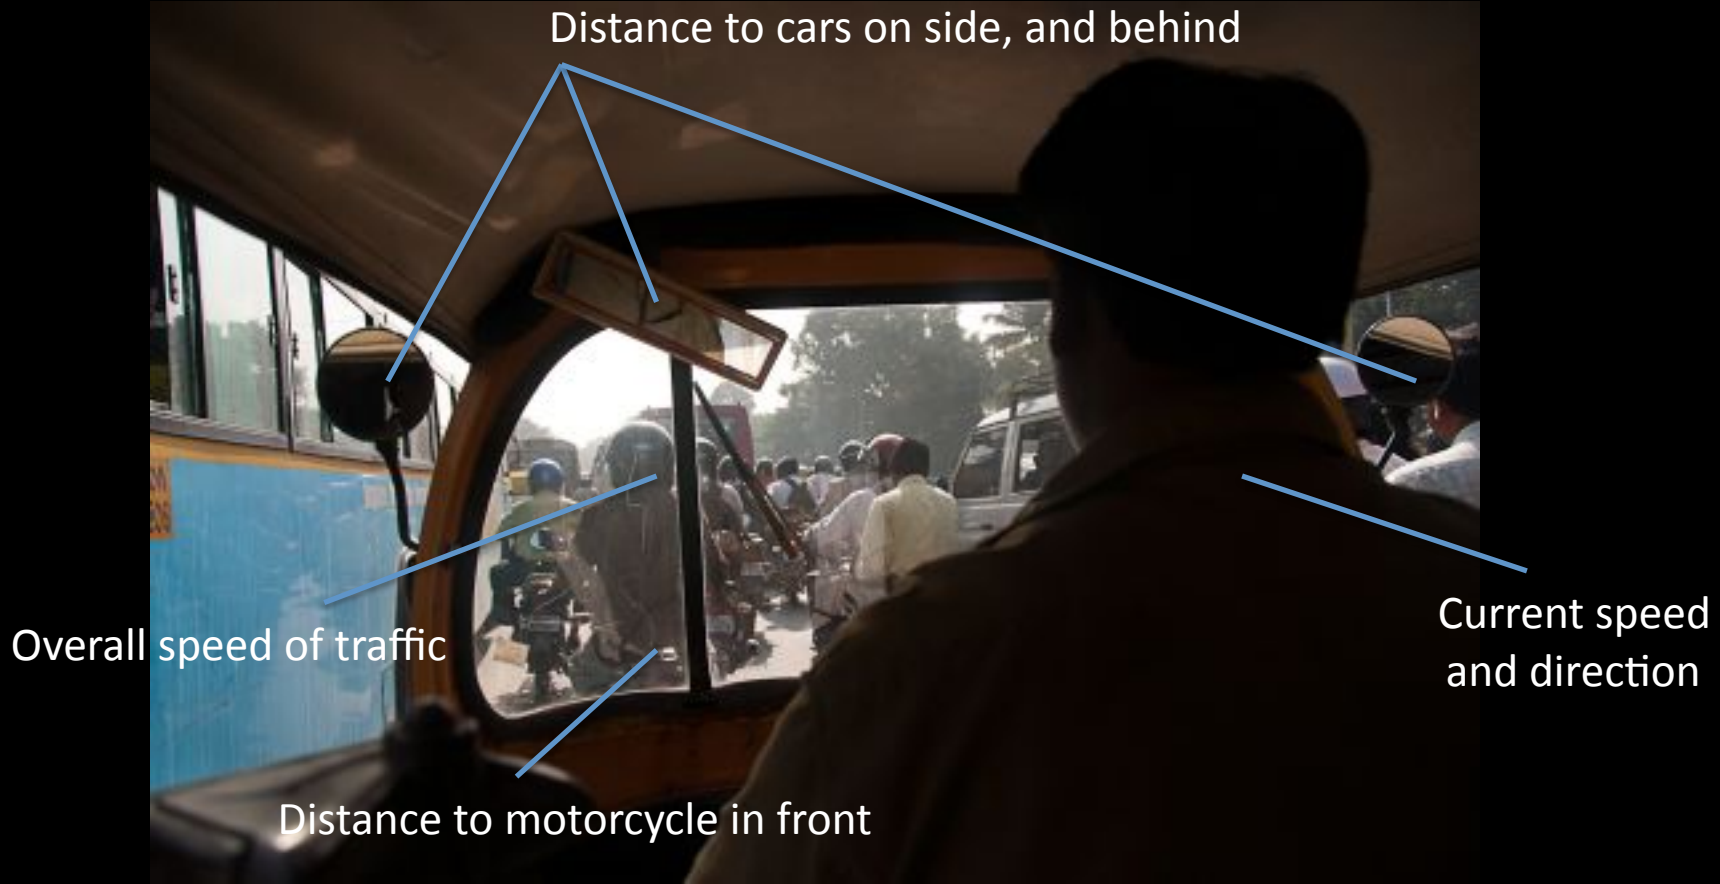 Distance to cars on side, and behind
Overall speed of traffic
Current speed
and direction
Distance to motorcycle in front